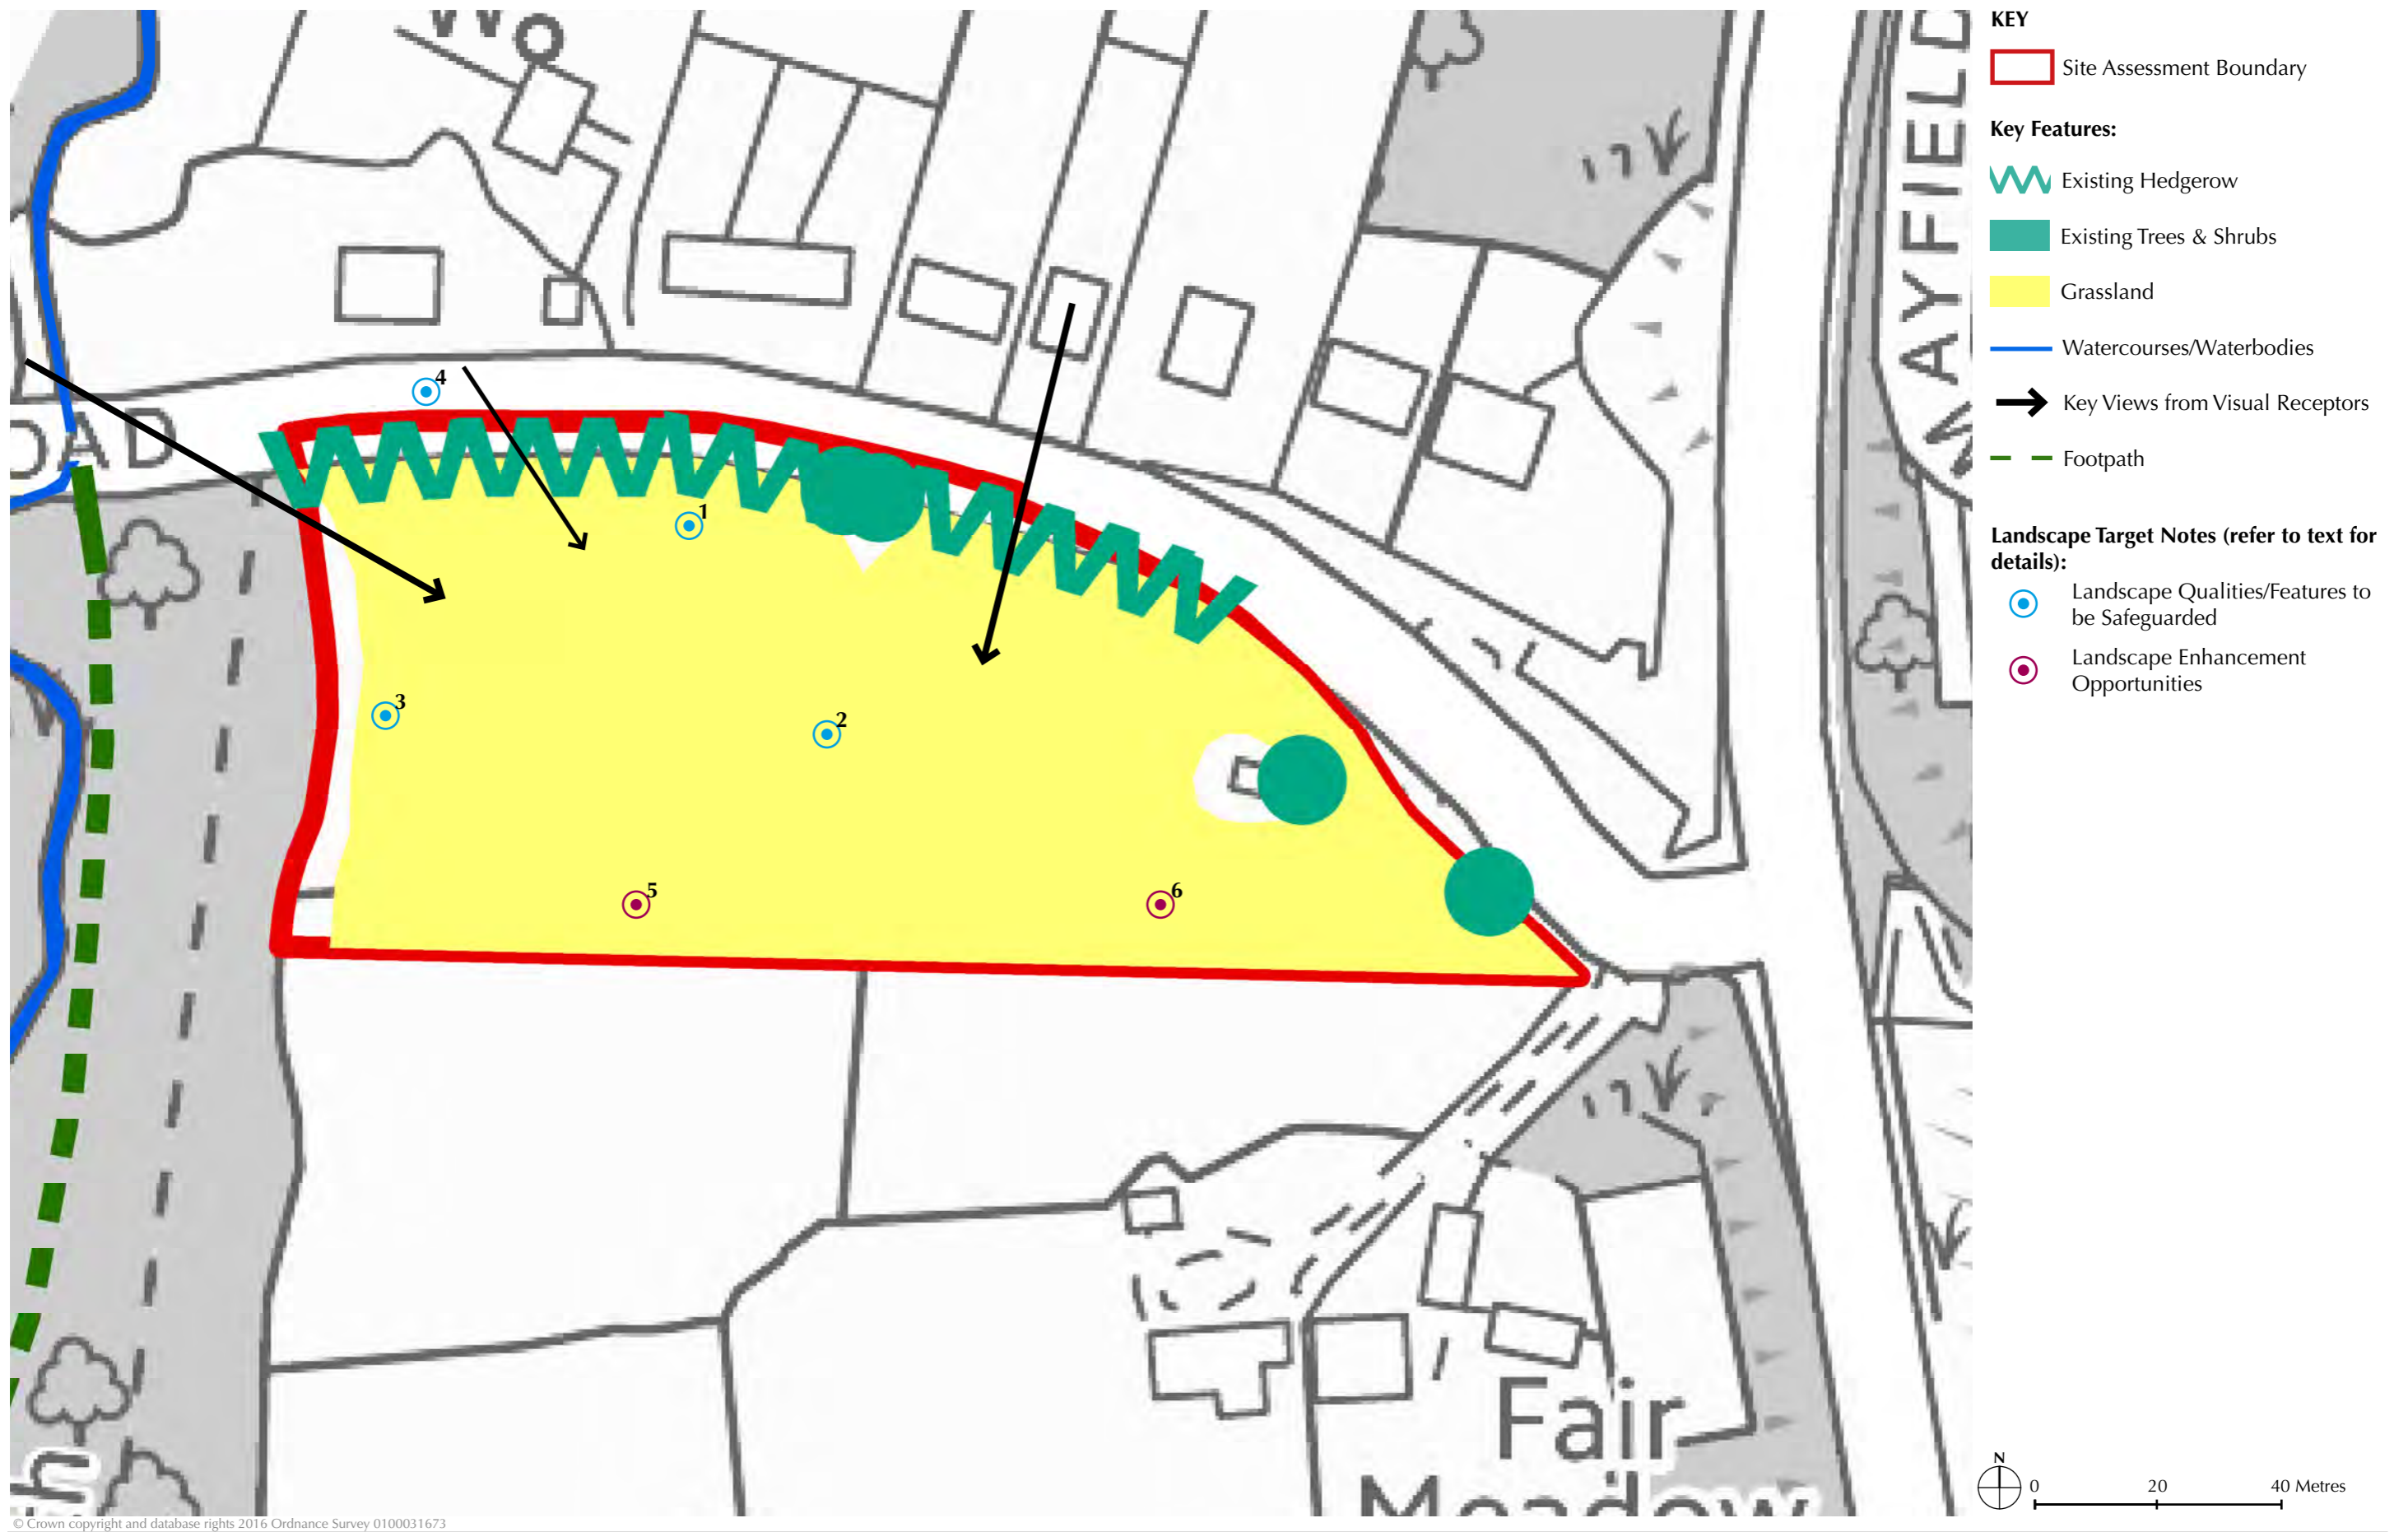 KEY
Site Assessment Boundary
Key Features:
Existing Hedgerow
Existing Trees & Shrubs
Grassland
Watercourses/Waterbodies
Key Views from Visual Receptors
Footpath
Landscape Target Notes (refer to text for
details):
Landscape Qualities/Features to
be Safeguarded
Landscape Enhancement
Opportunities
MAYFIELD
OAD
4
1
3
2
5
6
Fair
Meadow
N
0 20 40 Metres
© Crown copyright and database rights 2016 Ordnance Survey 0100031673